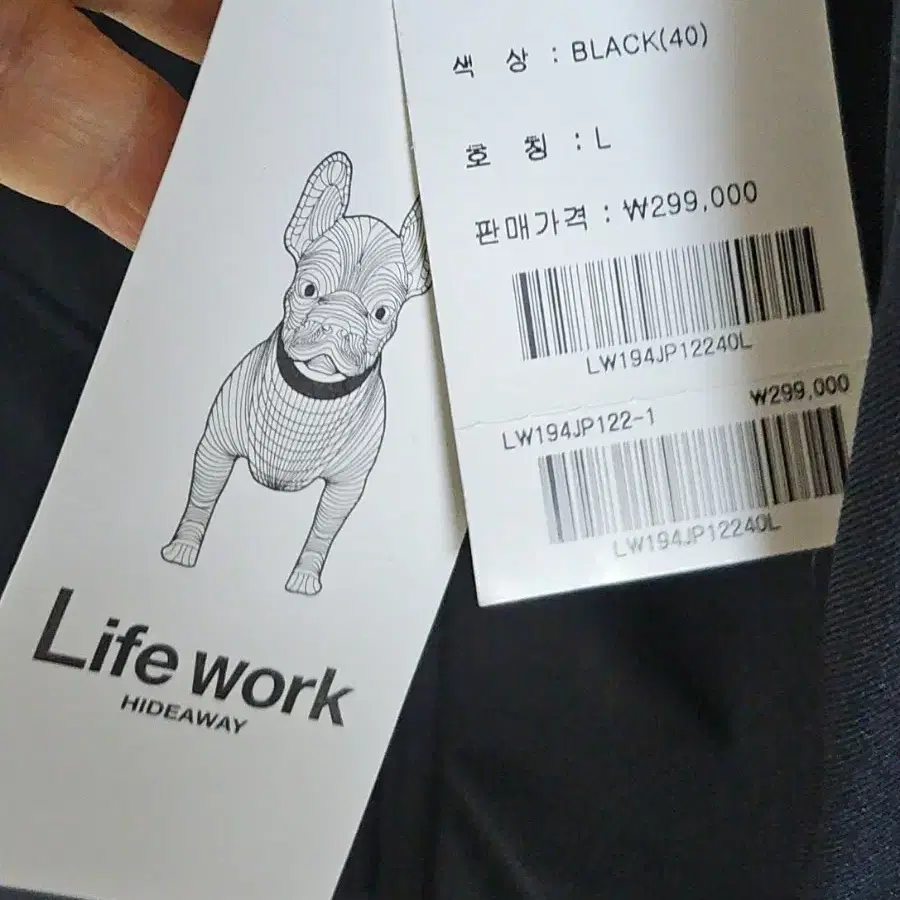 색 상 : BLACK(40)
호 칭 : L
판매가격 : ₩299,000
LW194JP12240L
₩299,000
LW194JP122-1
LW194JP12240L
Life work
HIDEAWAY